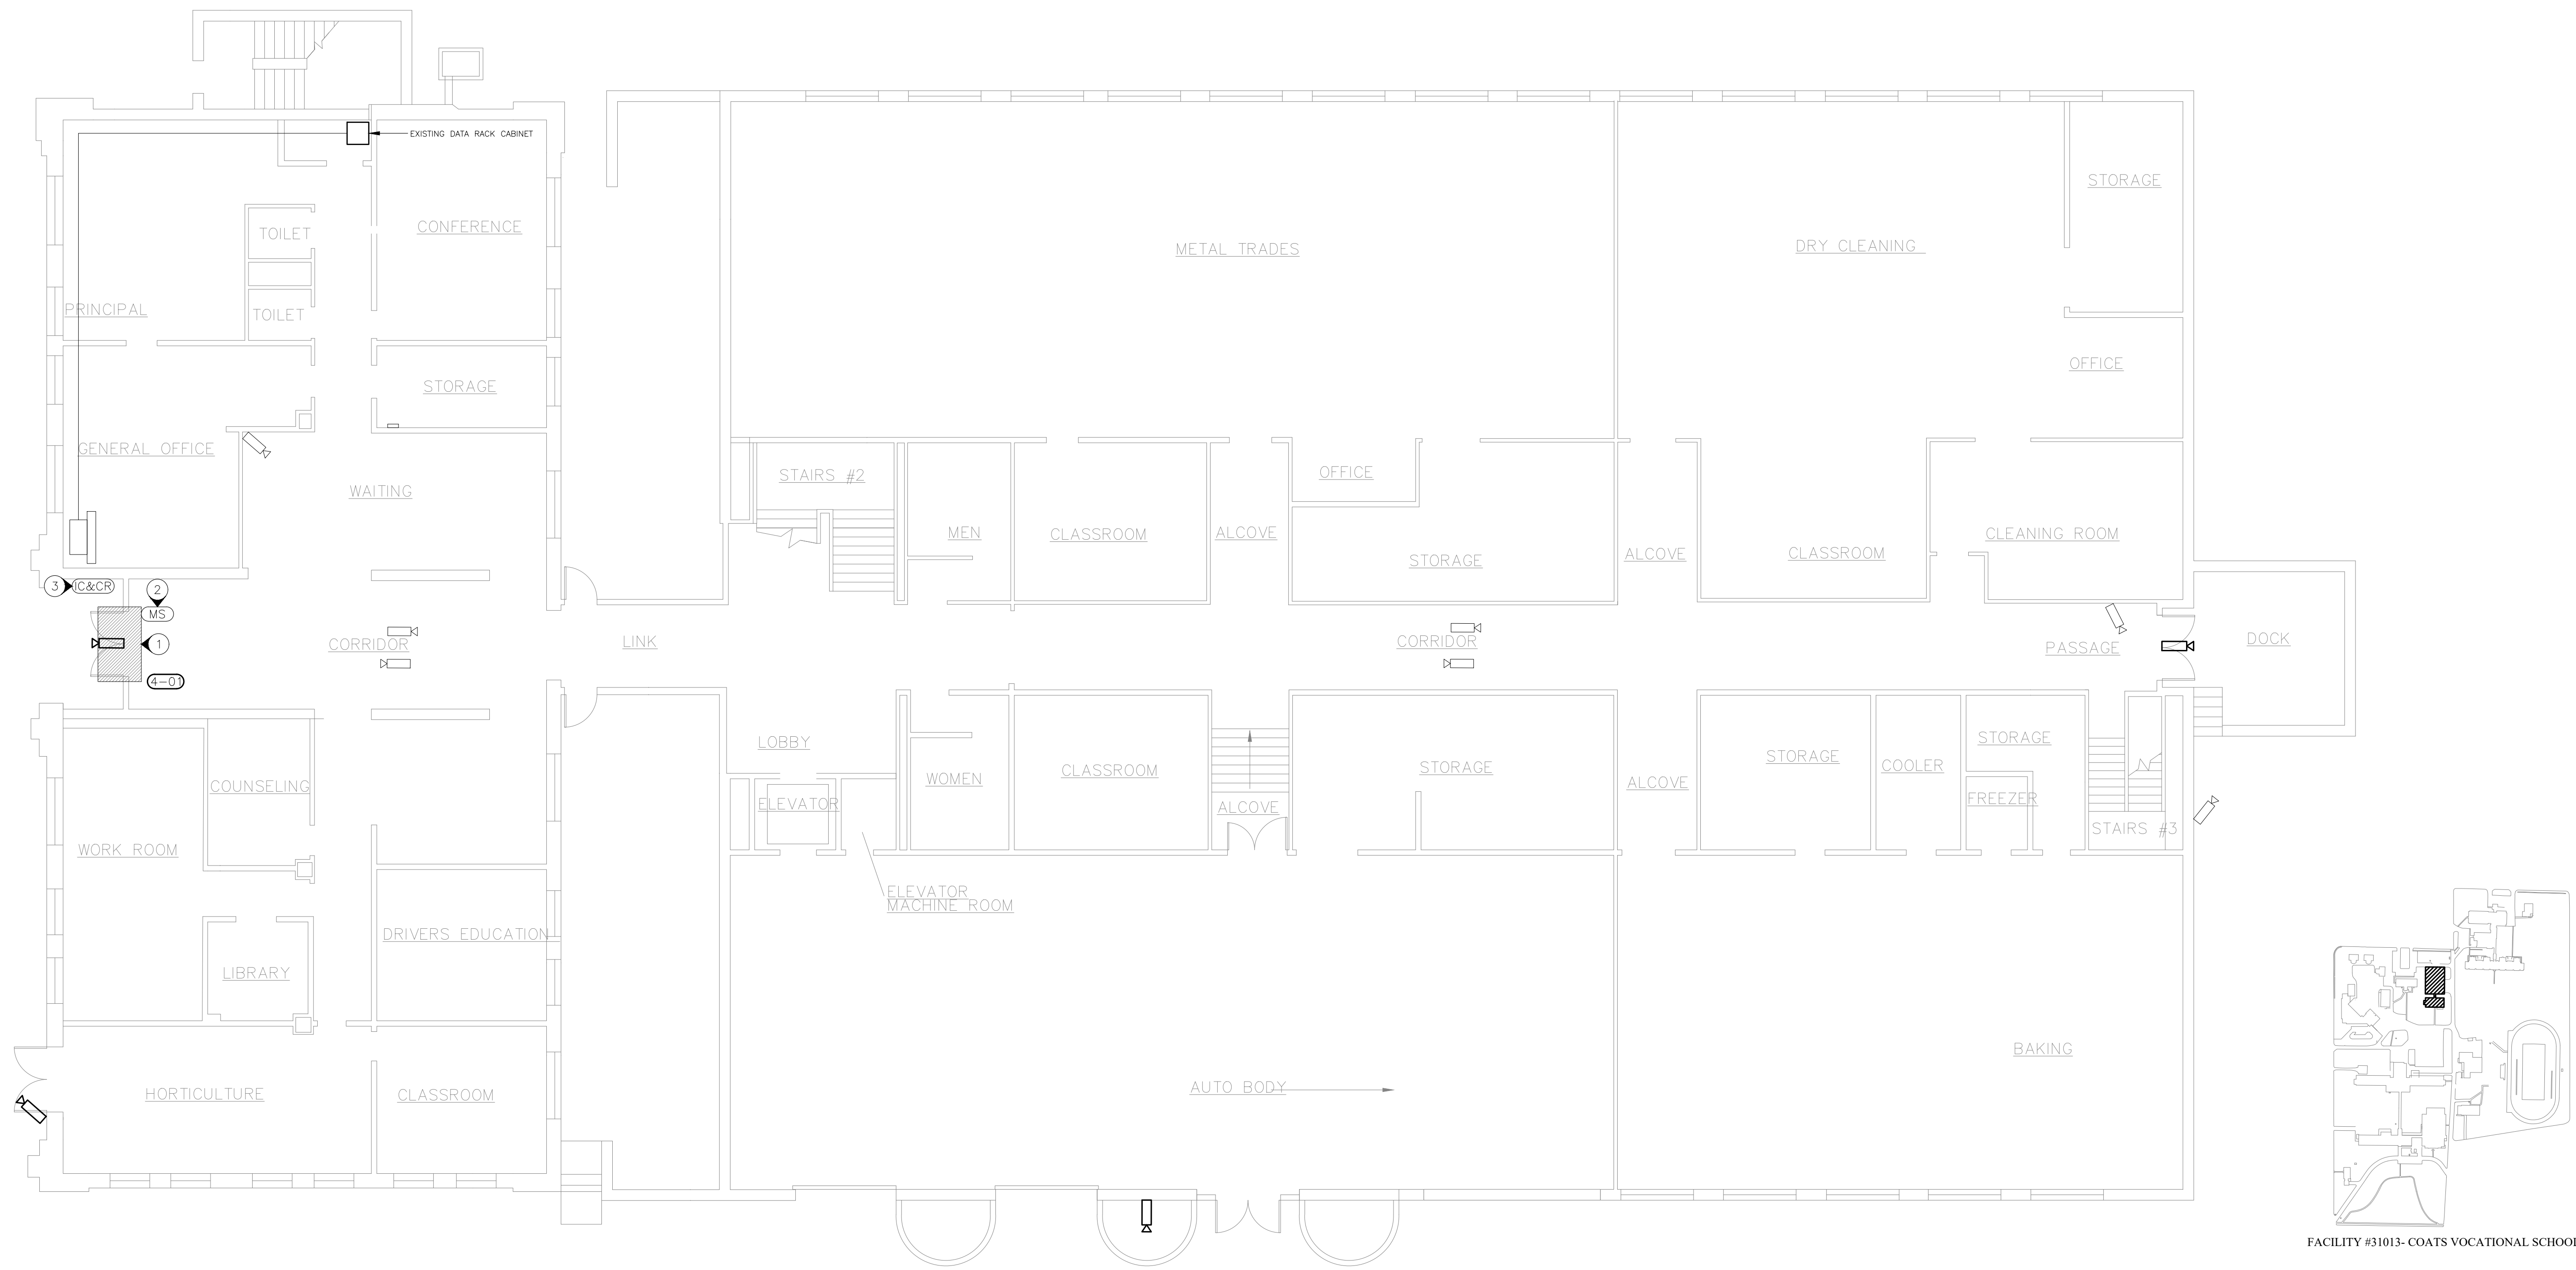 EXISTING DATA RACK CABINET
STORAGE
TOILET
CONFERENCE
METAL TRADES
DRY CLEANING
PRINCIPAL
TOILET
OFFICE
STORAGE
GENERAL OFFICE
WAITING
STAIRS #2
OFFICE
MEN
CLASSROOM
ALCOVE
STORAGE
ALCOVE
CLASSROOM
CLEANING ROOM
3
IC&CR
2
MS
1
CORRIDOR
LINK
CORRIDOR
PASSAGE
DOCK
4-01
LOBBY
WOMEN
CLASSROOM
STORAGE
STORAGE
COOLER
STORAGE
COUNSELING
ELEVATOR
ALCOVE
ALCOVE
FREEZER
STAIRS #3
WORK ROOM
ELEVATOR
MACHINE ROOM
DRIVERS EDUCATION
LIBRARY
BAKING
HORTICULTURE
CLASSROOM
AUTO BODY
FACILITY #31013- COATS VOCATIONAL SCHOOL